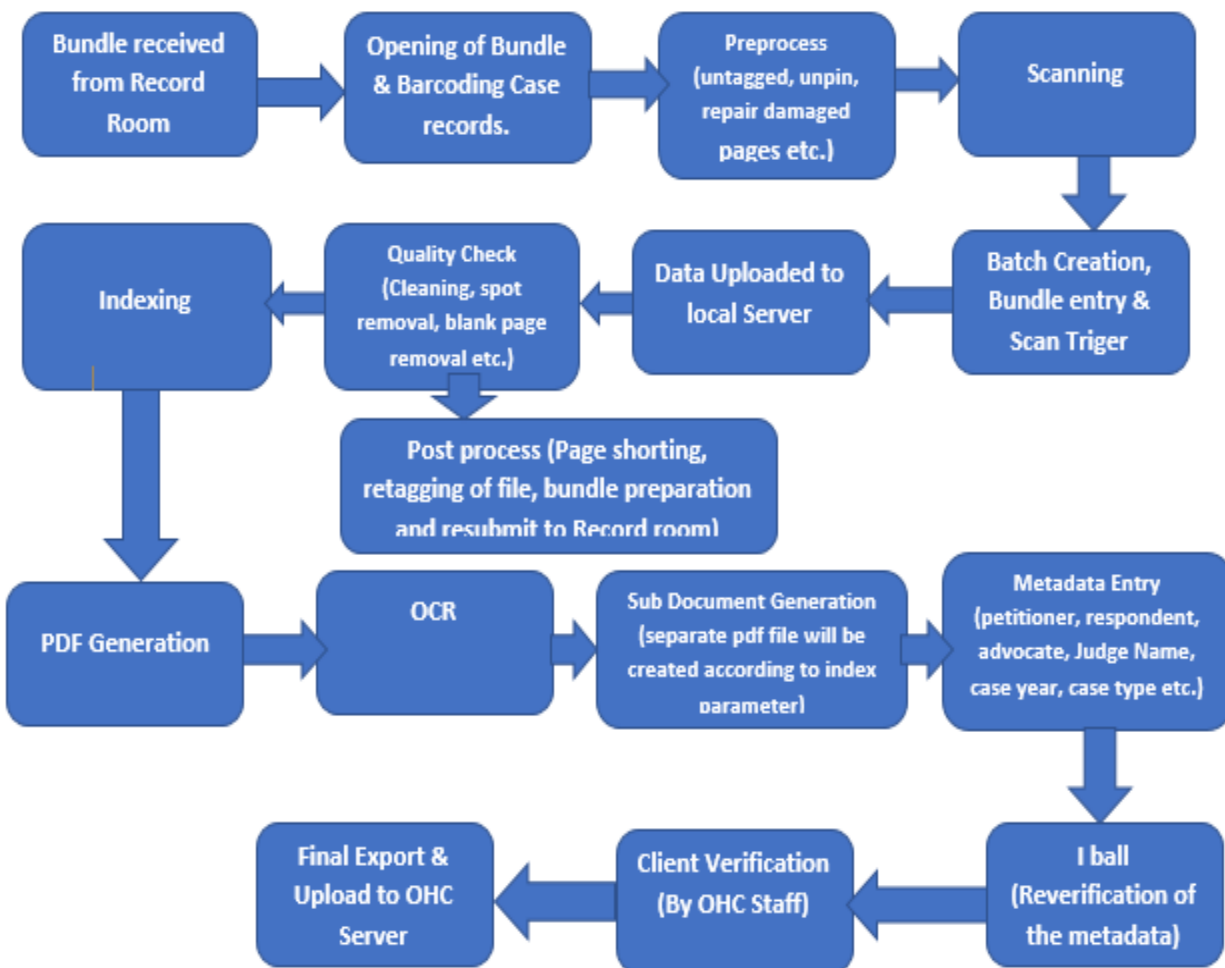 Bundle received
from Record
Room
Opening of Bundle
& Barcoding Case
records.
Preprocess
(untagged, unpin,
repair damaged
pages etc.)
Scanning
Batch Creation,
Bundle entry &
Scan Triger
Data Uploaded to
local Server
Quality Check
(Cleaning, spot
removal, blank page
removal etc.)
Indexing
Post process (Page shorting,
retagging of file, bundle preparation
and resubmit to Record room)
PDF Generation
OCR
Sub Document Generation
(separate pdf file will be
created according to index
parameter)
Metadata Entry
(petitioner, respondent,
advocate, Judge Name,
case year, case type etc.)
I ball
(Reverification of
the metadata)
Client Verification
(By OHC Staff)
Final Export &
Upload to OHC
Server